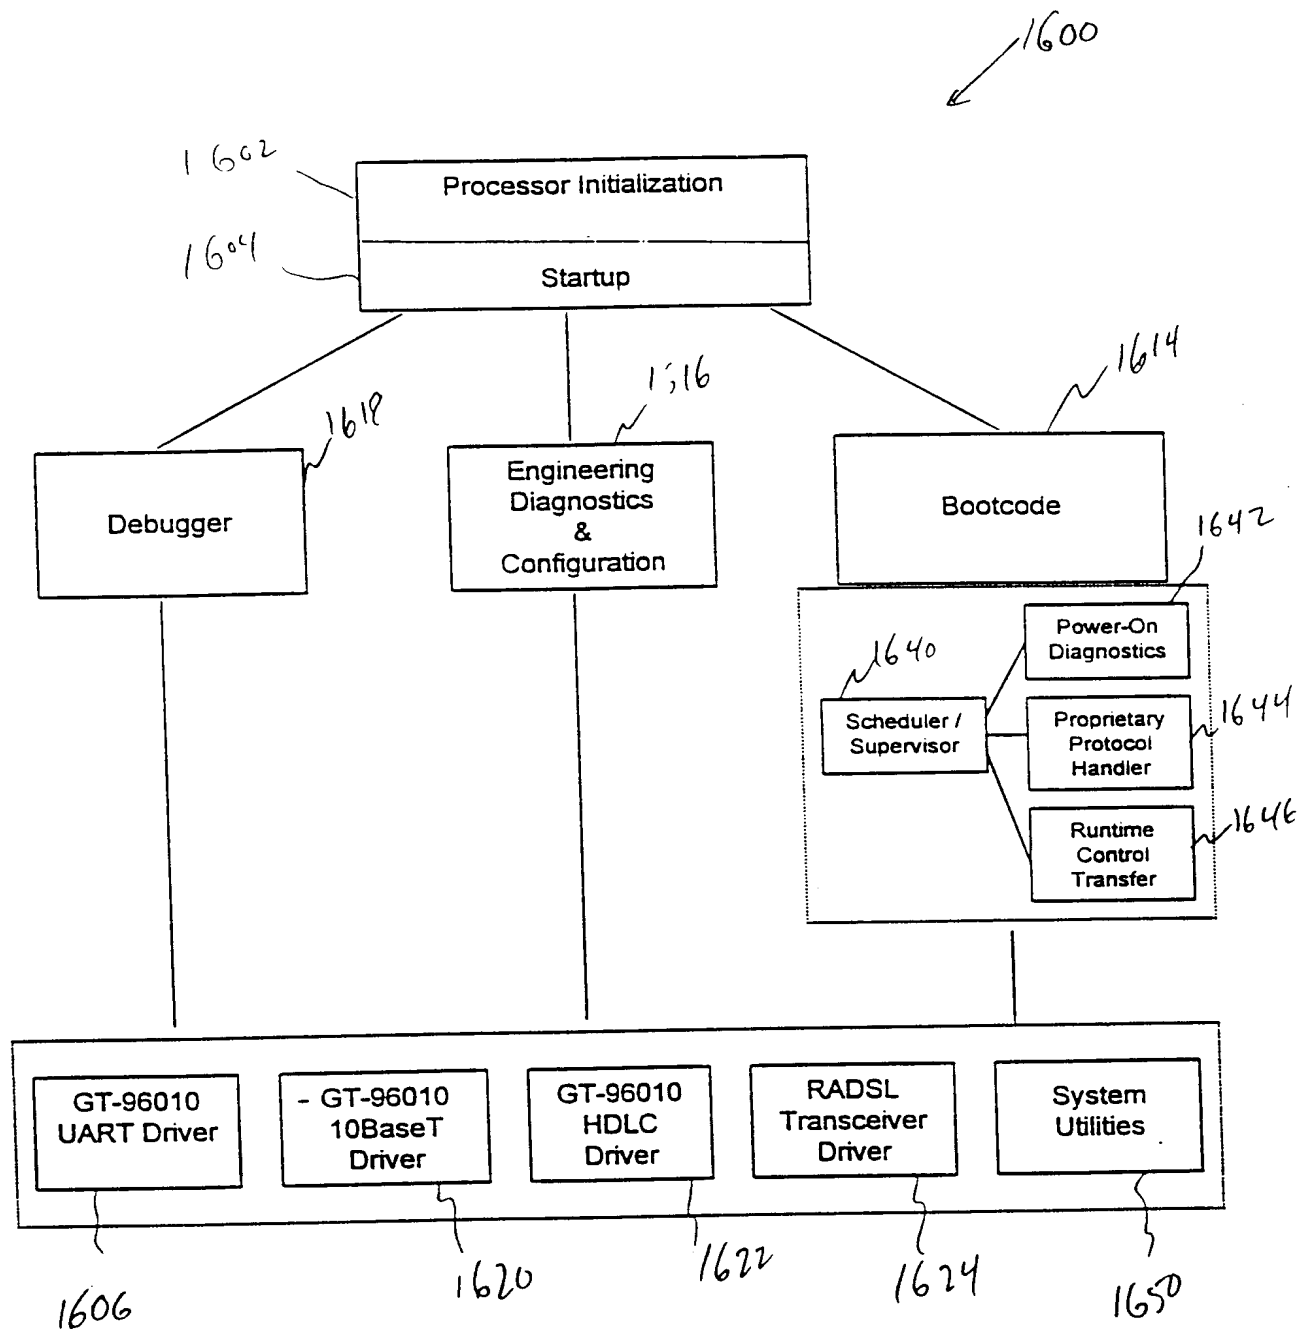 1600
1602
Processor Initialization
1604
Startup
1614
1618
Engineering
Diagnostics
&
Configuration
Debugger
Bootcode
1642
Power-On
Diagnostics
1640
Scheduler /
Supervisor
1644
Proprietary
Protocol
Handler
1646
Runtime
Control
Transfer
GT-96010
UART Driver
- GT-96010
10BaseT
Driver
GT-96010
HDLC
Driver
RADSL
Transceiver
Driver
System
Utilities
1606
1620
1622
1624
1650